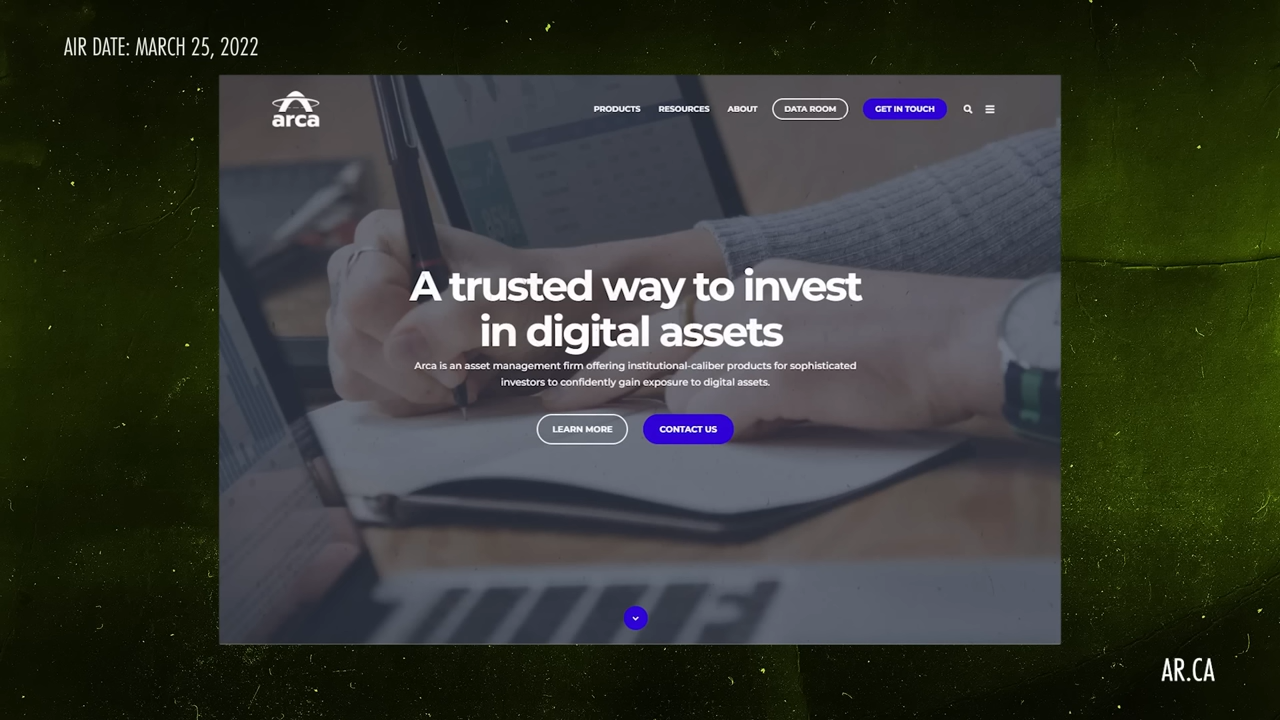 AIR DATE: MARCH 25, 2022
arca
PRODUCTS RESOURCES ABOUT DATA ROOM GET IN TOUCH
A trusted way to invest
in digital assets
Arca is an asset management firm offering institutional-caliber products for sophisticated
investors to confidently gain exposure to digital assets.
LEARN MORE CONTACT US
AR.CA